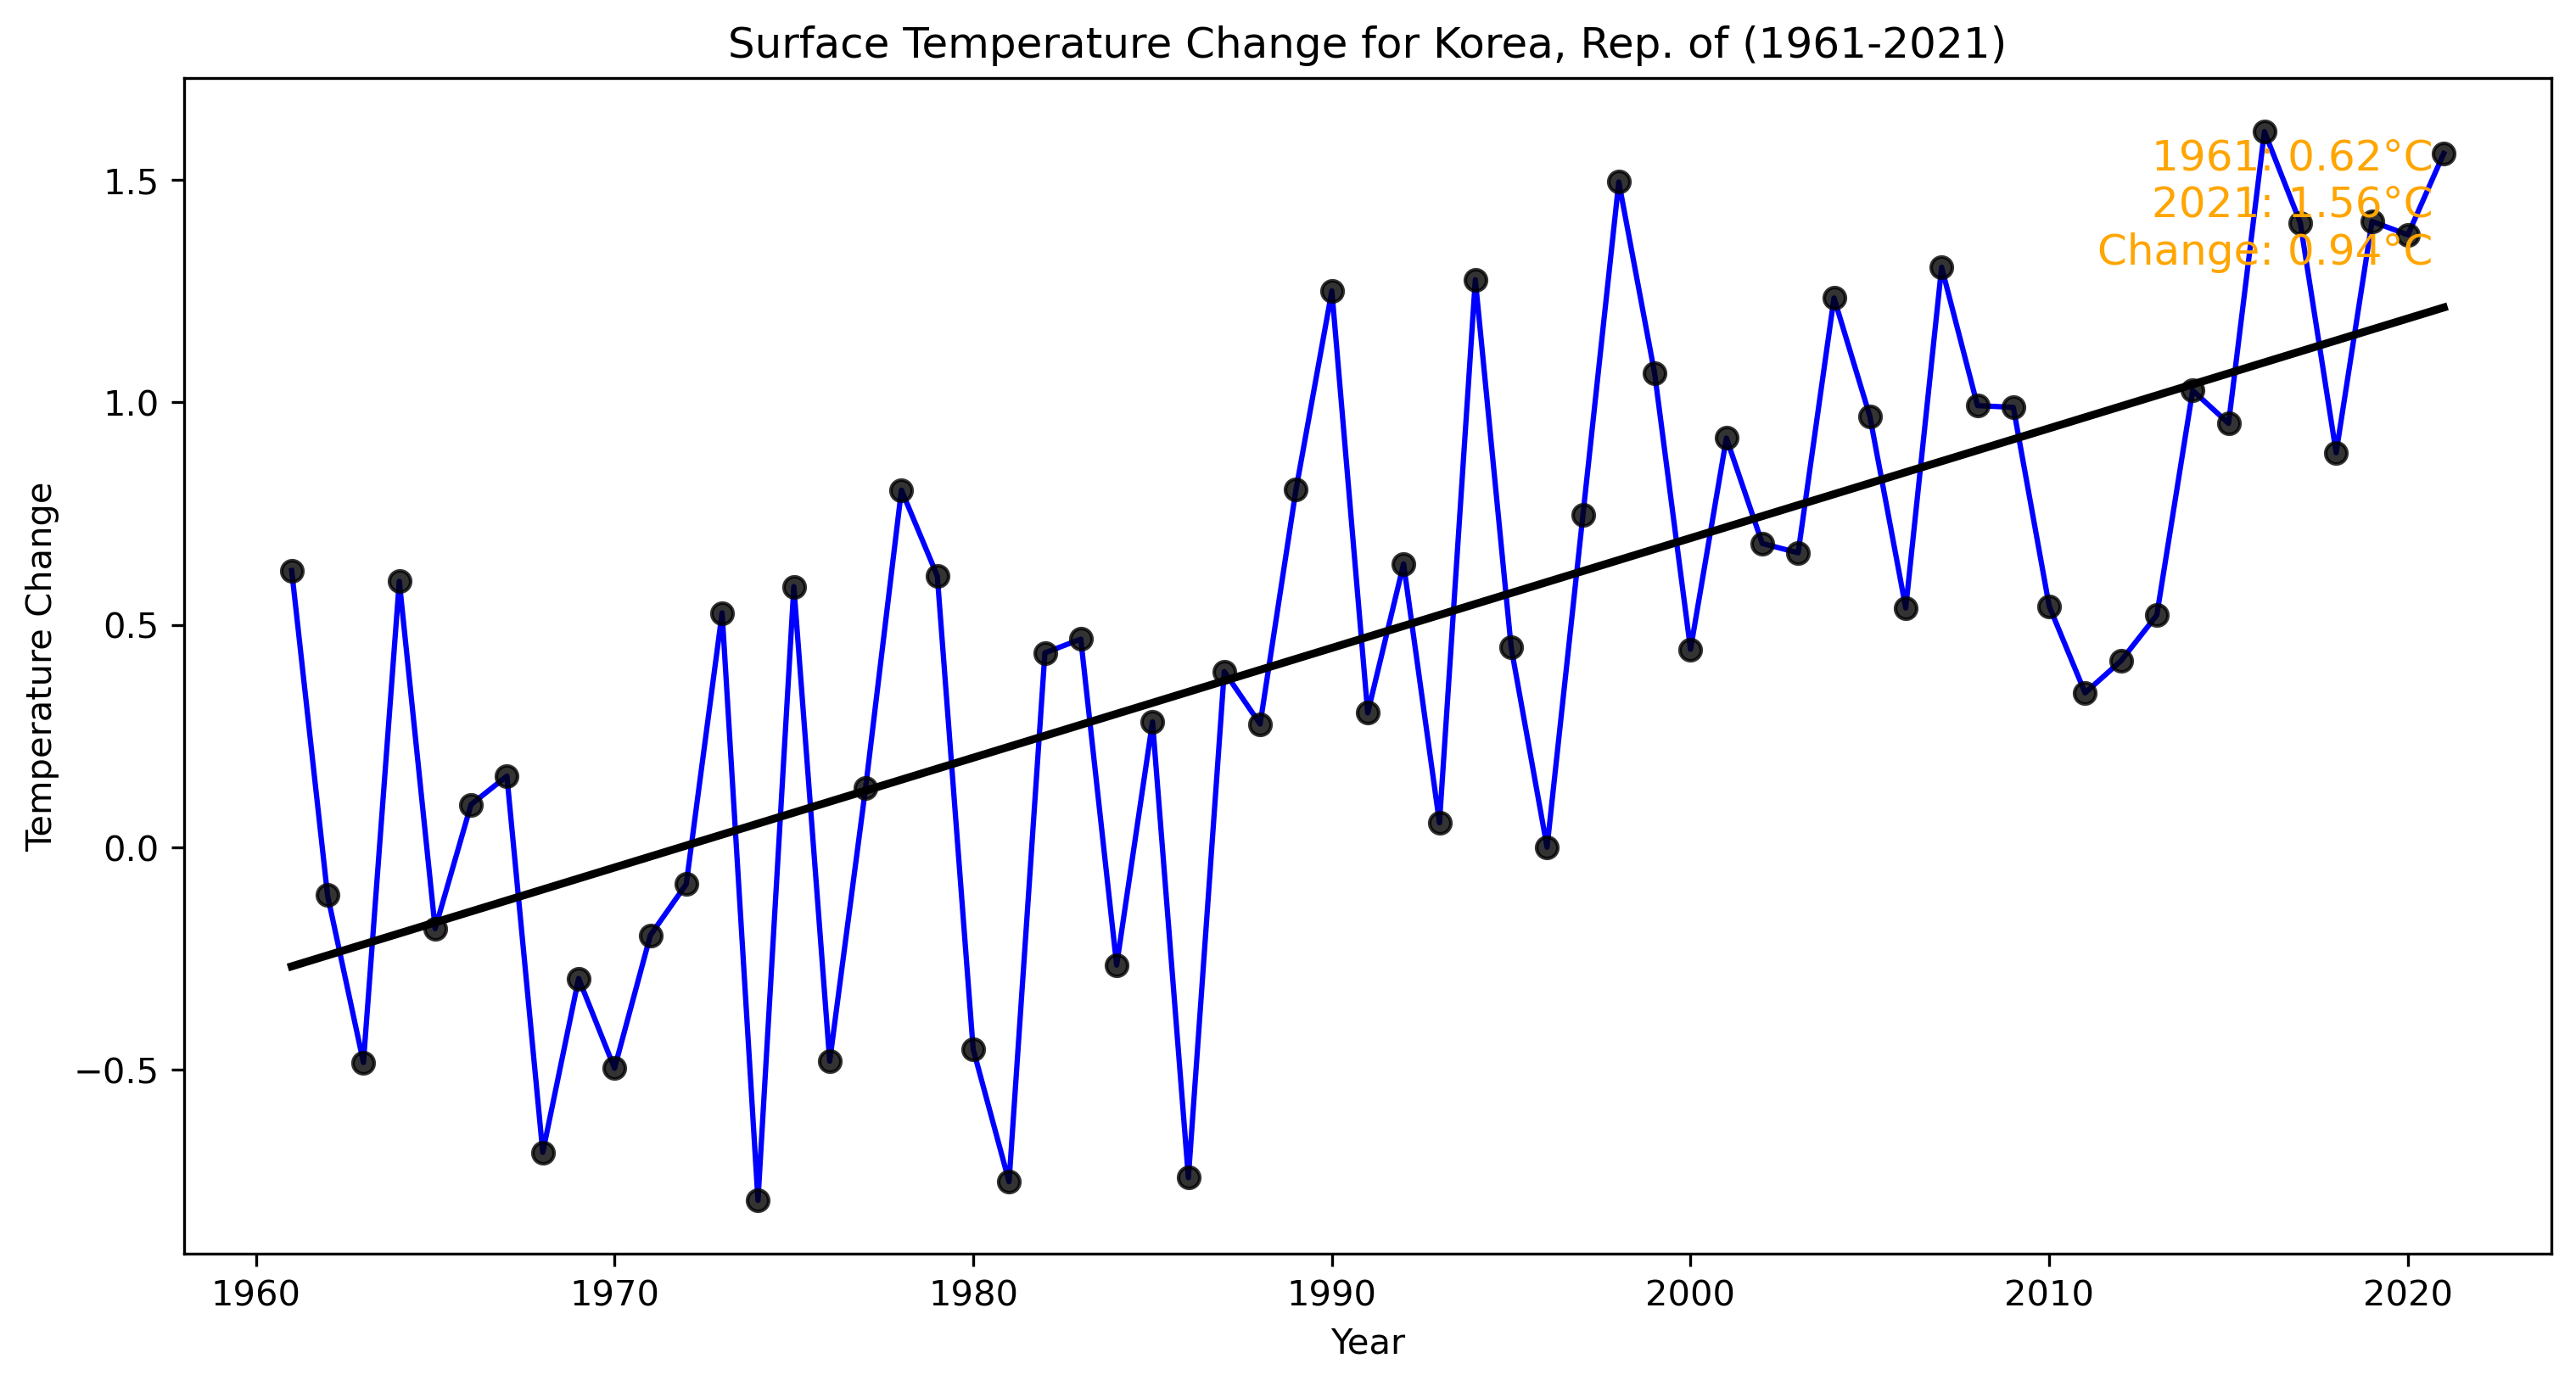 Surface Temperature Change for Korea, Rep. of (1961-2021)
1961: 0.62°C
2021: 1.56°C
Change: 0.94°C
Temperature Change
1.5
1.0
0.5
0.0
−0.5
1960 1970 1980 1990 2000 2010 2020
Year